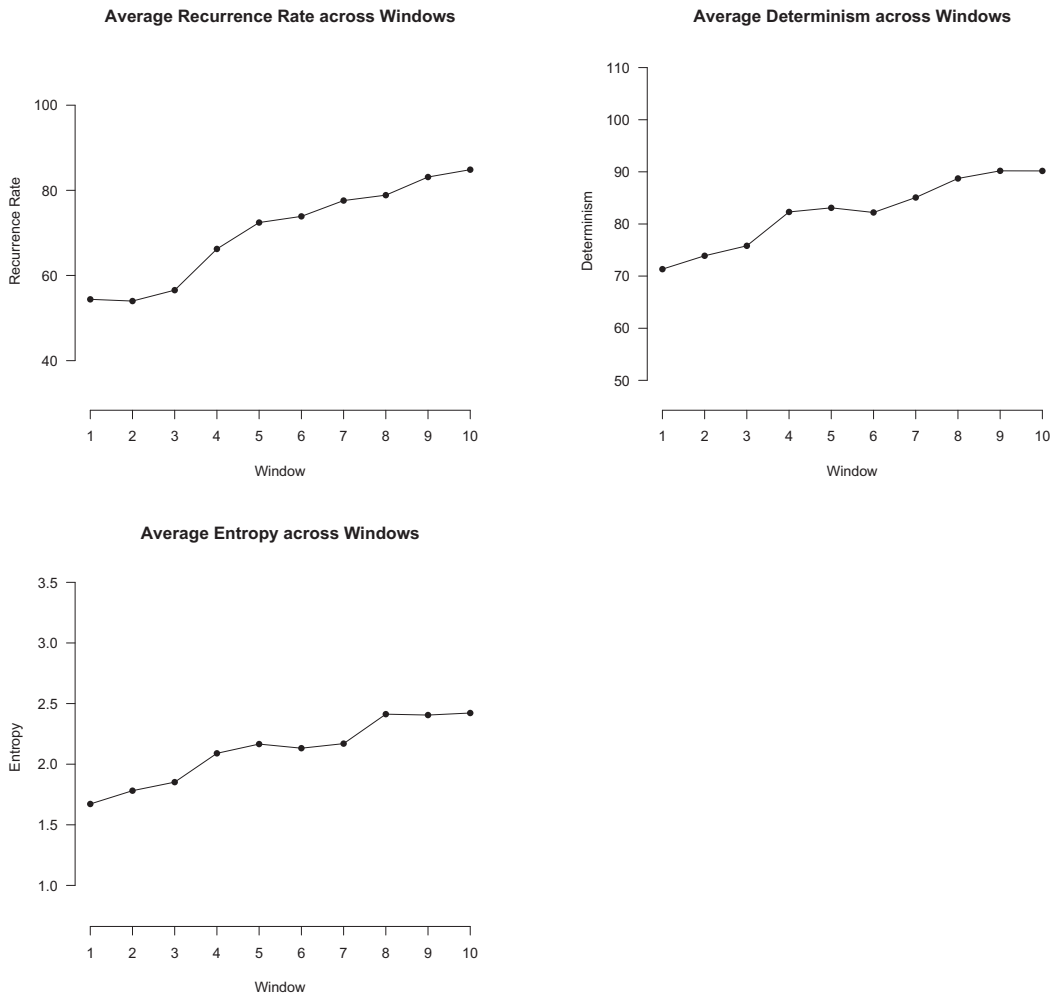 Average Recurrence Rate across Windows
100
80
60
40
Recurrence Rate
1 2 3 4 5 6 7 8 9 10
Window
Average Determinism across Windows
110
100
90
80
70
60
50
Determinism
1 2 3 4 5 6 7 8 9 10
Window
Average Entropy across Windows
3.5
3.0
2.5
2.0
1.5
1.0
Entropy
1 2 3 4 5 6 7 8 9 10
Window